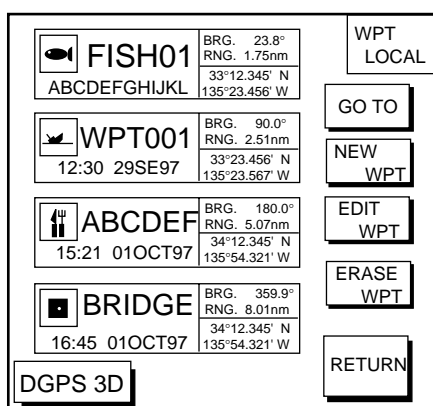 FISH01
ABCDEFGHIJKL
BRG. 23.8°
RNG. 1.75nm
33°12.345' N
135°23.456' W
WPT001
12:30 29SE97
BRG. 90.0°
RNG. 2.51nm
33°23.456' N
135°23.567' W
ABCDEF
15:21 01OCT97
BRG. 180.0°
RNG. 5.07nm
34°12.345' N
135°54.321' W
BRIDGE
16:45 01OCT97
BRG. 359.9°
RNG. 8.01nm
34°12.345' N
135°54.321' W
DGPS 3D
WPT
LOCAL
GO TO
NEW
WPT
EDIT
WPT
ERASE
WPT
RETURN